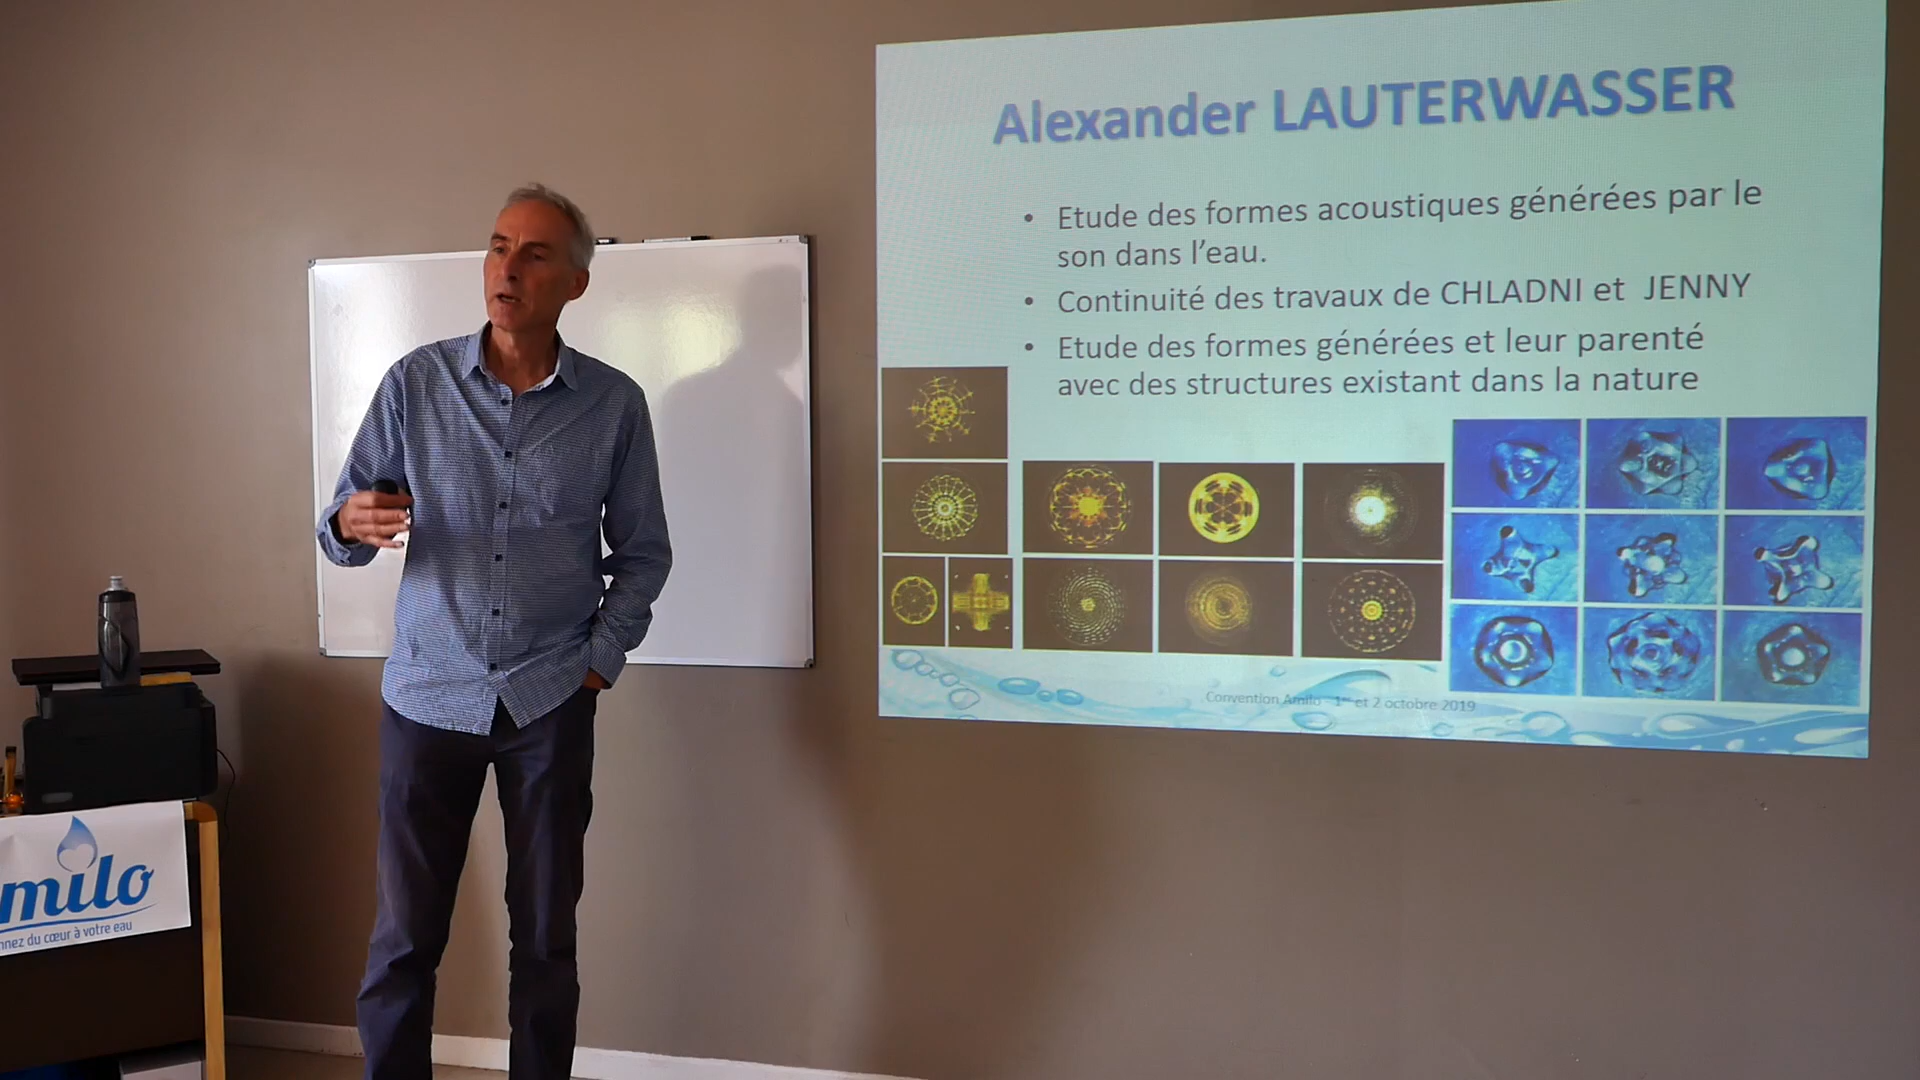 Alexander LAUTERWASSER
• Etude des formes acoustiques générées par le
son dans l’eau.
• Continuité des travaux de CHLADNI et JENNY
• Etude des formes générées et leur parenté
avec des structures existant dans la nature
Convention Amilo - 1er et 2 octobre 2019
milo
nnez du cœur à votre eau